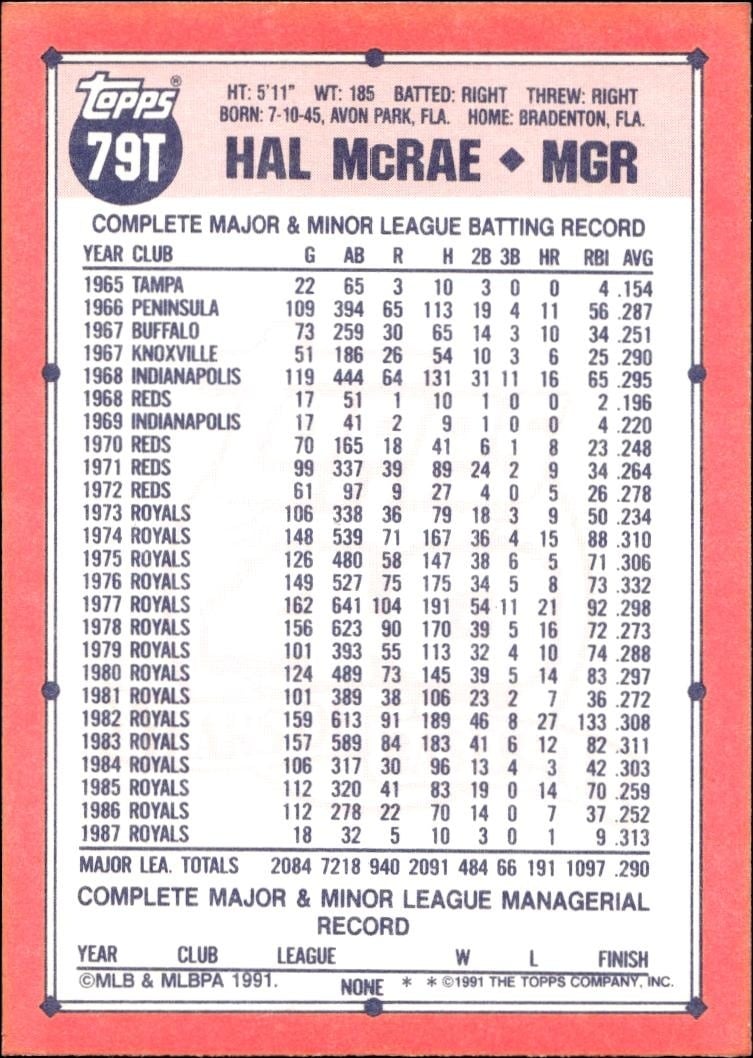 TOPPS®
79T
HT: 5'11" WT: 185 BATTED: RIGHT THREW: RIGHT
BORN: 7-10-45, AVON PARK, FLA. HOME: BRADENTON, FLA.
HAL McRAE ◆ MGR
COMPLETE MAJOR & MINOR LEAGUE BATTING RECORD
YEAR CLUB G AB R H 2B 3B HR RBI AVG
1965 TAMPA 22 65 3 10 3 0 0 4 .154
1966 PENINSULA 109 394 65 113 19 4 11 56 .287
1967 BUFFALO 73 259 30 65 14 3 10 34 .251
1967 KNOXVILLE 51 186 26 54 10 3 6 25 .290
1968 INDIANAPOLIS 119 444 64 131 31 11 16 65 .295
1968 REDS 17 51 1 10 1 0 0 2 .196
1969 INDIANAPOLIS 17 41 2 9 1 0 0 4 .220
1970 REDS 70 165 18 41 6 1 8 23 .248
1971 REDS 99 337 39 89 24 2 9 34 .264
1972 REDS 61 97 9 27 4 0 5 26 .278
1973 ROYALS 106 338 36 79 18 3 9 50 .234
1974 ROYALS 148 539 71 167 36 4 15 88 .310
1975 ROYALS 126 480 58 147 38 6 5 71 .306
1976 ROYALS 149 527 75 175 34 5 8 73 .332
1977 ROYALS 162 641 104 191 54 11 21 92 .298
1978 ROYALS 156 623 90 170 39 5 16 72 .273
1979 ROYALS 101 393 55 113 32 4 10 74 .288
1980 ROYALS 124 489 73 145 39 5 14 83 .297
1981 ROYALS 101 389 38 106 23 2 7 36 .272
1982 ROYALS 159 613 91 189 46 8 27 133 .308
1983 ROYALS 157 589 84 183 41 6 12 82 .311
1984 ROYALS 106 317 30 96 13 4 3 42 .303
1985 ROYALS 112 320 41 83 19 0 14 70 .259
1986 ROYALS 112 278 22 70 14 0 7 37 .252
1987 ROYALS 18 32 5 10 3 0 1 9 .313
MAJOR LEA. TOTALS 2084 7218 940 2091 484 66 191 1097 .290
COMPLETE MAJOR & MINOR LEAGUE MANAGERIAL
RECORD
YEAR CLUB LEAGUE W L FINISH
©MLB & MLBPA 1991. NONE * * ©1991 THE TOPPS COMPANY, INC.